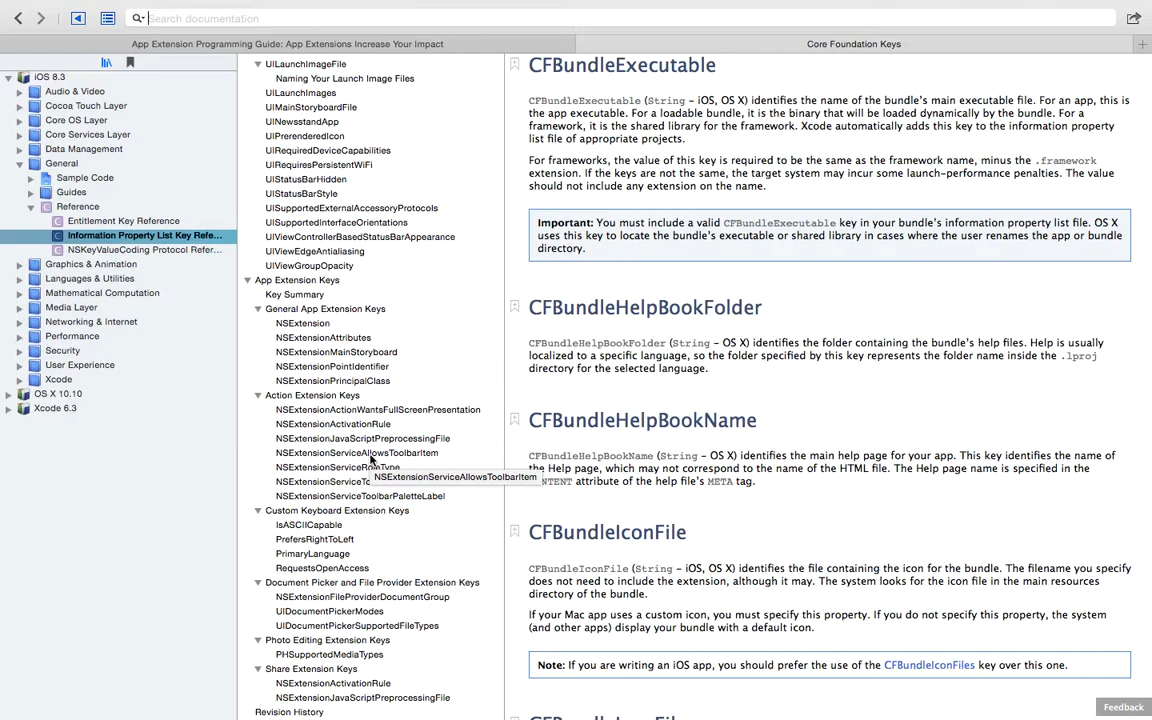 Search documentation
App Extension Programming Guide: App Extensions Increase Your Impact
Core Foundation Keys
iOS 8.3
Audio & Video
Cocoa Touch Layer
Core OS Layer
Core Services Layer
Data Management
General
Sample Code
Guides
Reference
Entitlement Key Reference
Information Property List Key Refe...
NSKeyValueCoding Protocol Refer...
Graphics & Animation
Languages & Utilities
Mathematical Computation
Media Layer
Networking & Internet
Performance
Security
User Experience
Xcode
OS X 10.10
Xcode 6.3
UILaunchImageFile
Naming Your Launch Image Files
UILaunchImages
UIMainStoryboardFile
UINewsstandApp
UIPrerenderedIcon
UIRequiredDeviceCapabilities
UIRequiresPersistentWiFi
UIStatusBarHidden
UIStatusBarStyle
UISupportedExternalAccessoryProtocols
UISupportedInterfaceOrientations
UIViewControllerBasedStatusBarAppearance
UIViewEdgeAntialiasing
UIViewGroupOpacity
App Extension Keys
Key Summary
General App Extension Keys
NSExtension
NSExtensionAttributes
NSExtensionMainStoryboard
NSExtensionPointIdentifier
NSExtensionPrincipalClass
Action Extension Keys
NSExtensionActionWantsFullScreenPresentation
NSExtensionActivationRule
NSExtensionJavaScriptPreprocessingFile
NSExtensionServiceAllowsToolbarItem
NSExtensionServiceRoleType
NSExtensionServiceTo
NSExtensionServiceAllowsToolbarItem
NSExtensionServiceToolbarPaletteLabel
Custom Keyboard Extension Keys
IsASCIICapable
PrefersRightToLeft
PrimaryLanguage
RequestsOpenAccess
Document Picker and File Provider Extension Keys
NSExtensionFileProviderDocumentGroup
UIDocumentPickerModes
UIDocumentPickerSupportedFileTypes
Photo Editing Extension Keys
PHSupportedMediaTypes
Share Extension Keys
NSExtensionActivationRule
NSExtensionJavaScriptPreprocessingFile
Revision History
CFBundleExecutable
CFBundleExecutable (String – iOS, OS X) identifies the name of the bundle's main executable file. For an app, this is
the app executable. For a loadable bundle, it is the binary that will be loaded dynamically by the bundle. For a
framework, it is the shared library for the framework. Xcode automatically adds this key to the information property
list file of appropriate projects.
For frameworks, the value of this key is required to be the same as the framework name, minus the .framework
extension. If the keys are not the same, the target system may incur some launch-performance penalties. The value
should not include any extension on the name.
Important: You must include a valid CFBundleExecutable key in your bundle's information property list file. OS X
uses this key to locate the bundle's executable or shared library in cases where the user renames the app or bundle
directory.
CFBundleHelpBookFolder
CFBundleHelpBookFolder (String – OS X) identifies the folder containing the bundle's help files. Help is usually
localized to a specific language, so the folder specified by this key represents the folder name inside the .lproj
directory for the selected language.
CFBundleHelpBookName
CFBundleHelpBookName (String – OS X) identifies the main help page for your app. This key identifies the name of
the Help page, which may not correspond to the name of the HTML file. The Help page name is specified in the
CONTENT attribute of the help file's META tag.
CFBundleIconFile
CFBundleIconFile (String – iOS, OS X) identifies the file containing the icon for the bundle. The filename you specify
does not need to include the extension, although it may. The system looks for the icon file in the main resources
directory of the bundle.
If your Mac app uses a custom icon, you must specify this property. If you do not specify this property, the system
(and other apps) display your bundle with a default icon.
Note: If you are writing an iOS app, you should prefer the use of the CFBundleIconFiles key over this one.
Feedback